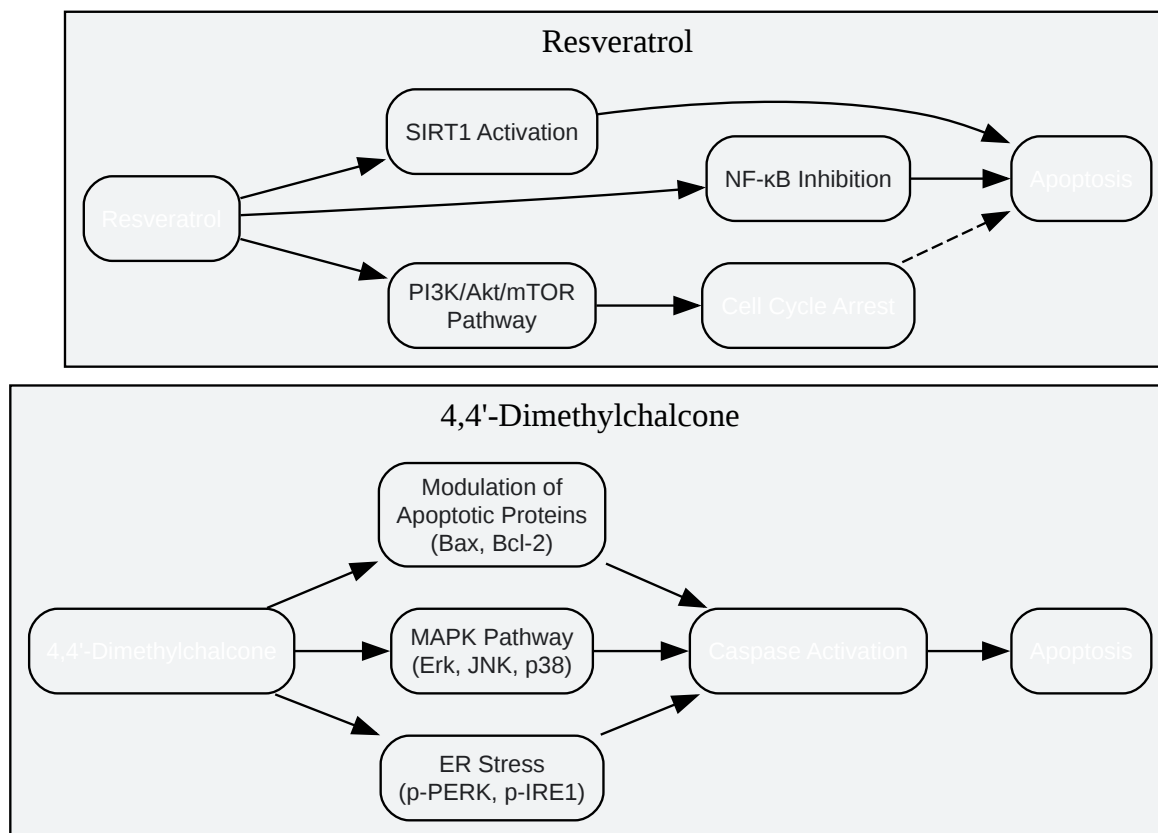 Resveratrol
SIRT1 Activation
NF-κB Inhibition
Apoptosis
Resveratrol
PI3K/Akt/mTOR
Pathway
Cell Cycle Arrest
4,4'-Dimethylchalcone
Modulation of
Apoptotic Proteins
(Bax, Bcl-2)
4,4'-Dimethylchalcone
MAPK Pathway
(Erk, JNK, p38)
Caspase Activation
Apoptosis
ER Stress
(p-PERK, p-IRE1)